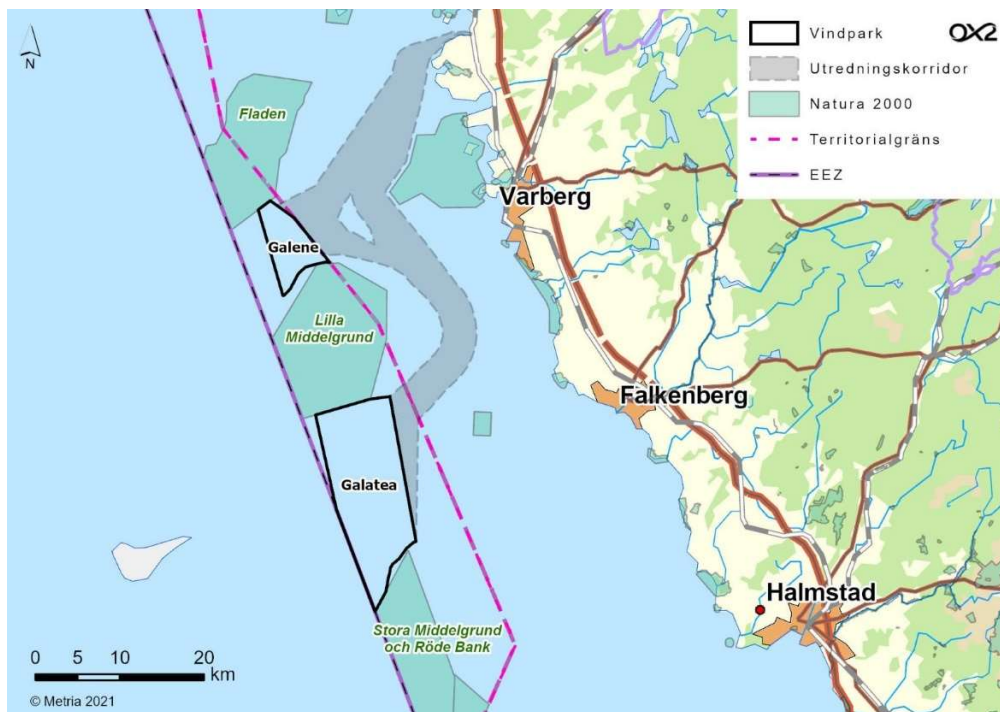 N
Vindpark
OX2
Utredningskorridor
Natura 2000
Territorialgräns
EEZ
Fladen
Varberg
Galene
Lilla
Middelgrund
Falkenberg
Galatea
Halmstad
Stora Middelgrund
och Röde Bank
0 5 10 20
km
© Metria 2021